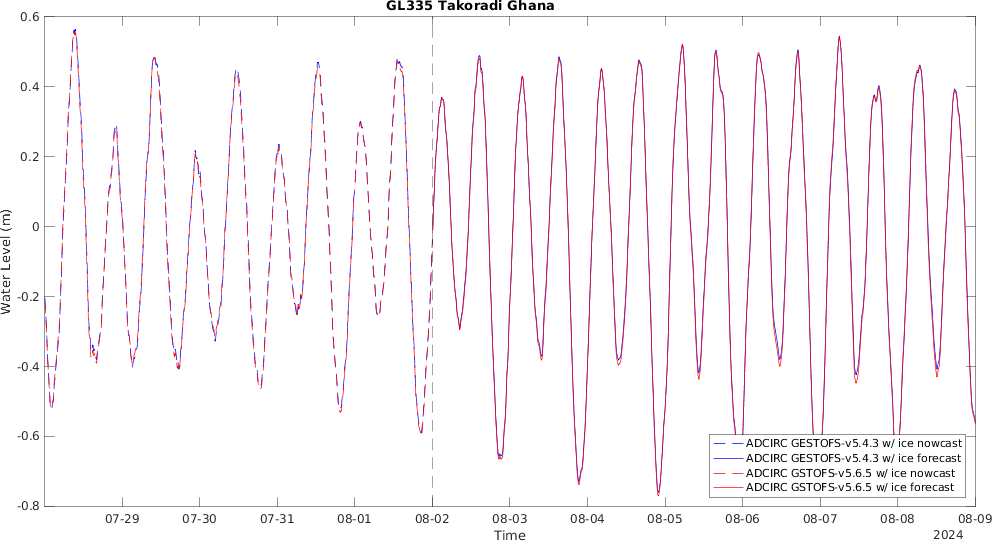 GL335 Takoradi Ghana
0.6
0.4
0.2
0
-0.2
-0.4
-0.6
-0.8
Water Level (m)
ADCIRC GESTOFS-v5.4.3 w/ ice nowcast
ADCIRC GESTOFS-v5.4.3 w/ ice forecast
ADCIRC GSTOFS-v5.6.5 w/ ice nowcast
ADCIRC GSTOFS-v5.6.5 w/ ice forecast
07-29 07-30 07-31 08-01 08-02 08-03 08-04 08-05 08-06 08-07 08-08 08-09
Time
2024